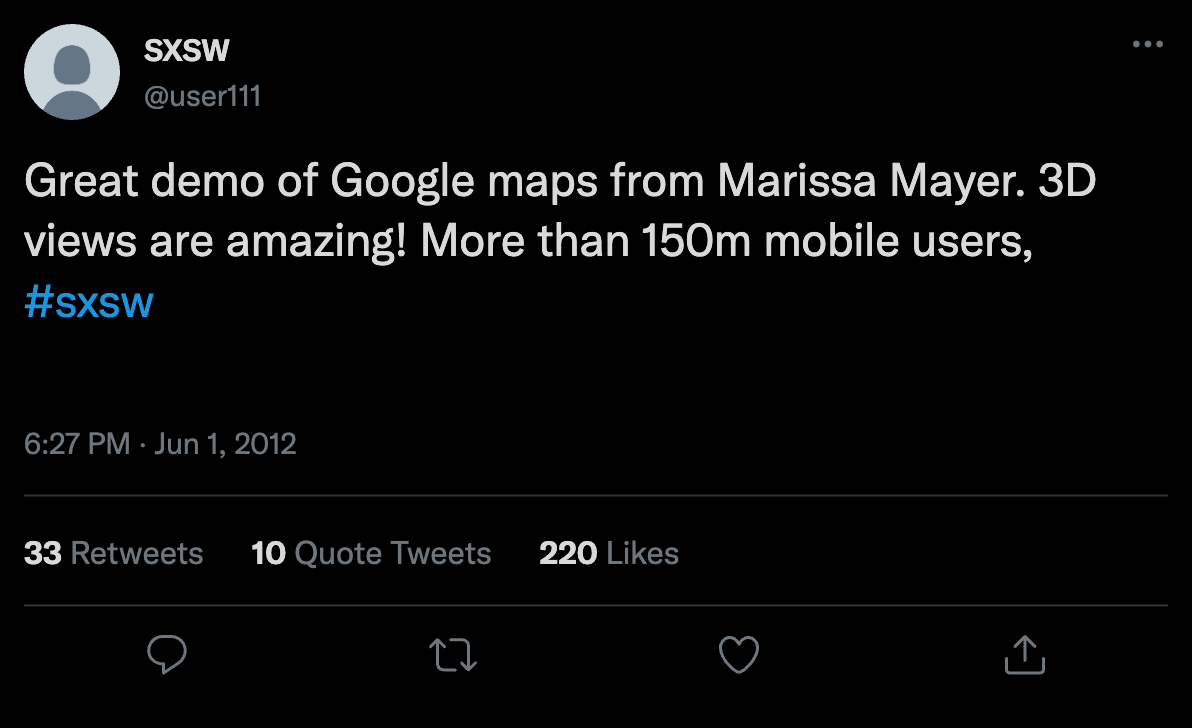 SXSW
@user111
Great demo of Google maps from Marissa Mayer. 3D
views are amazing! More than 150m mobile users,
#sxsw
6:27 PM · Jun 1, 2012
33 Retweets 10 Quote Tweets 220 Likes